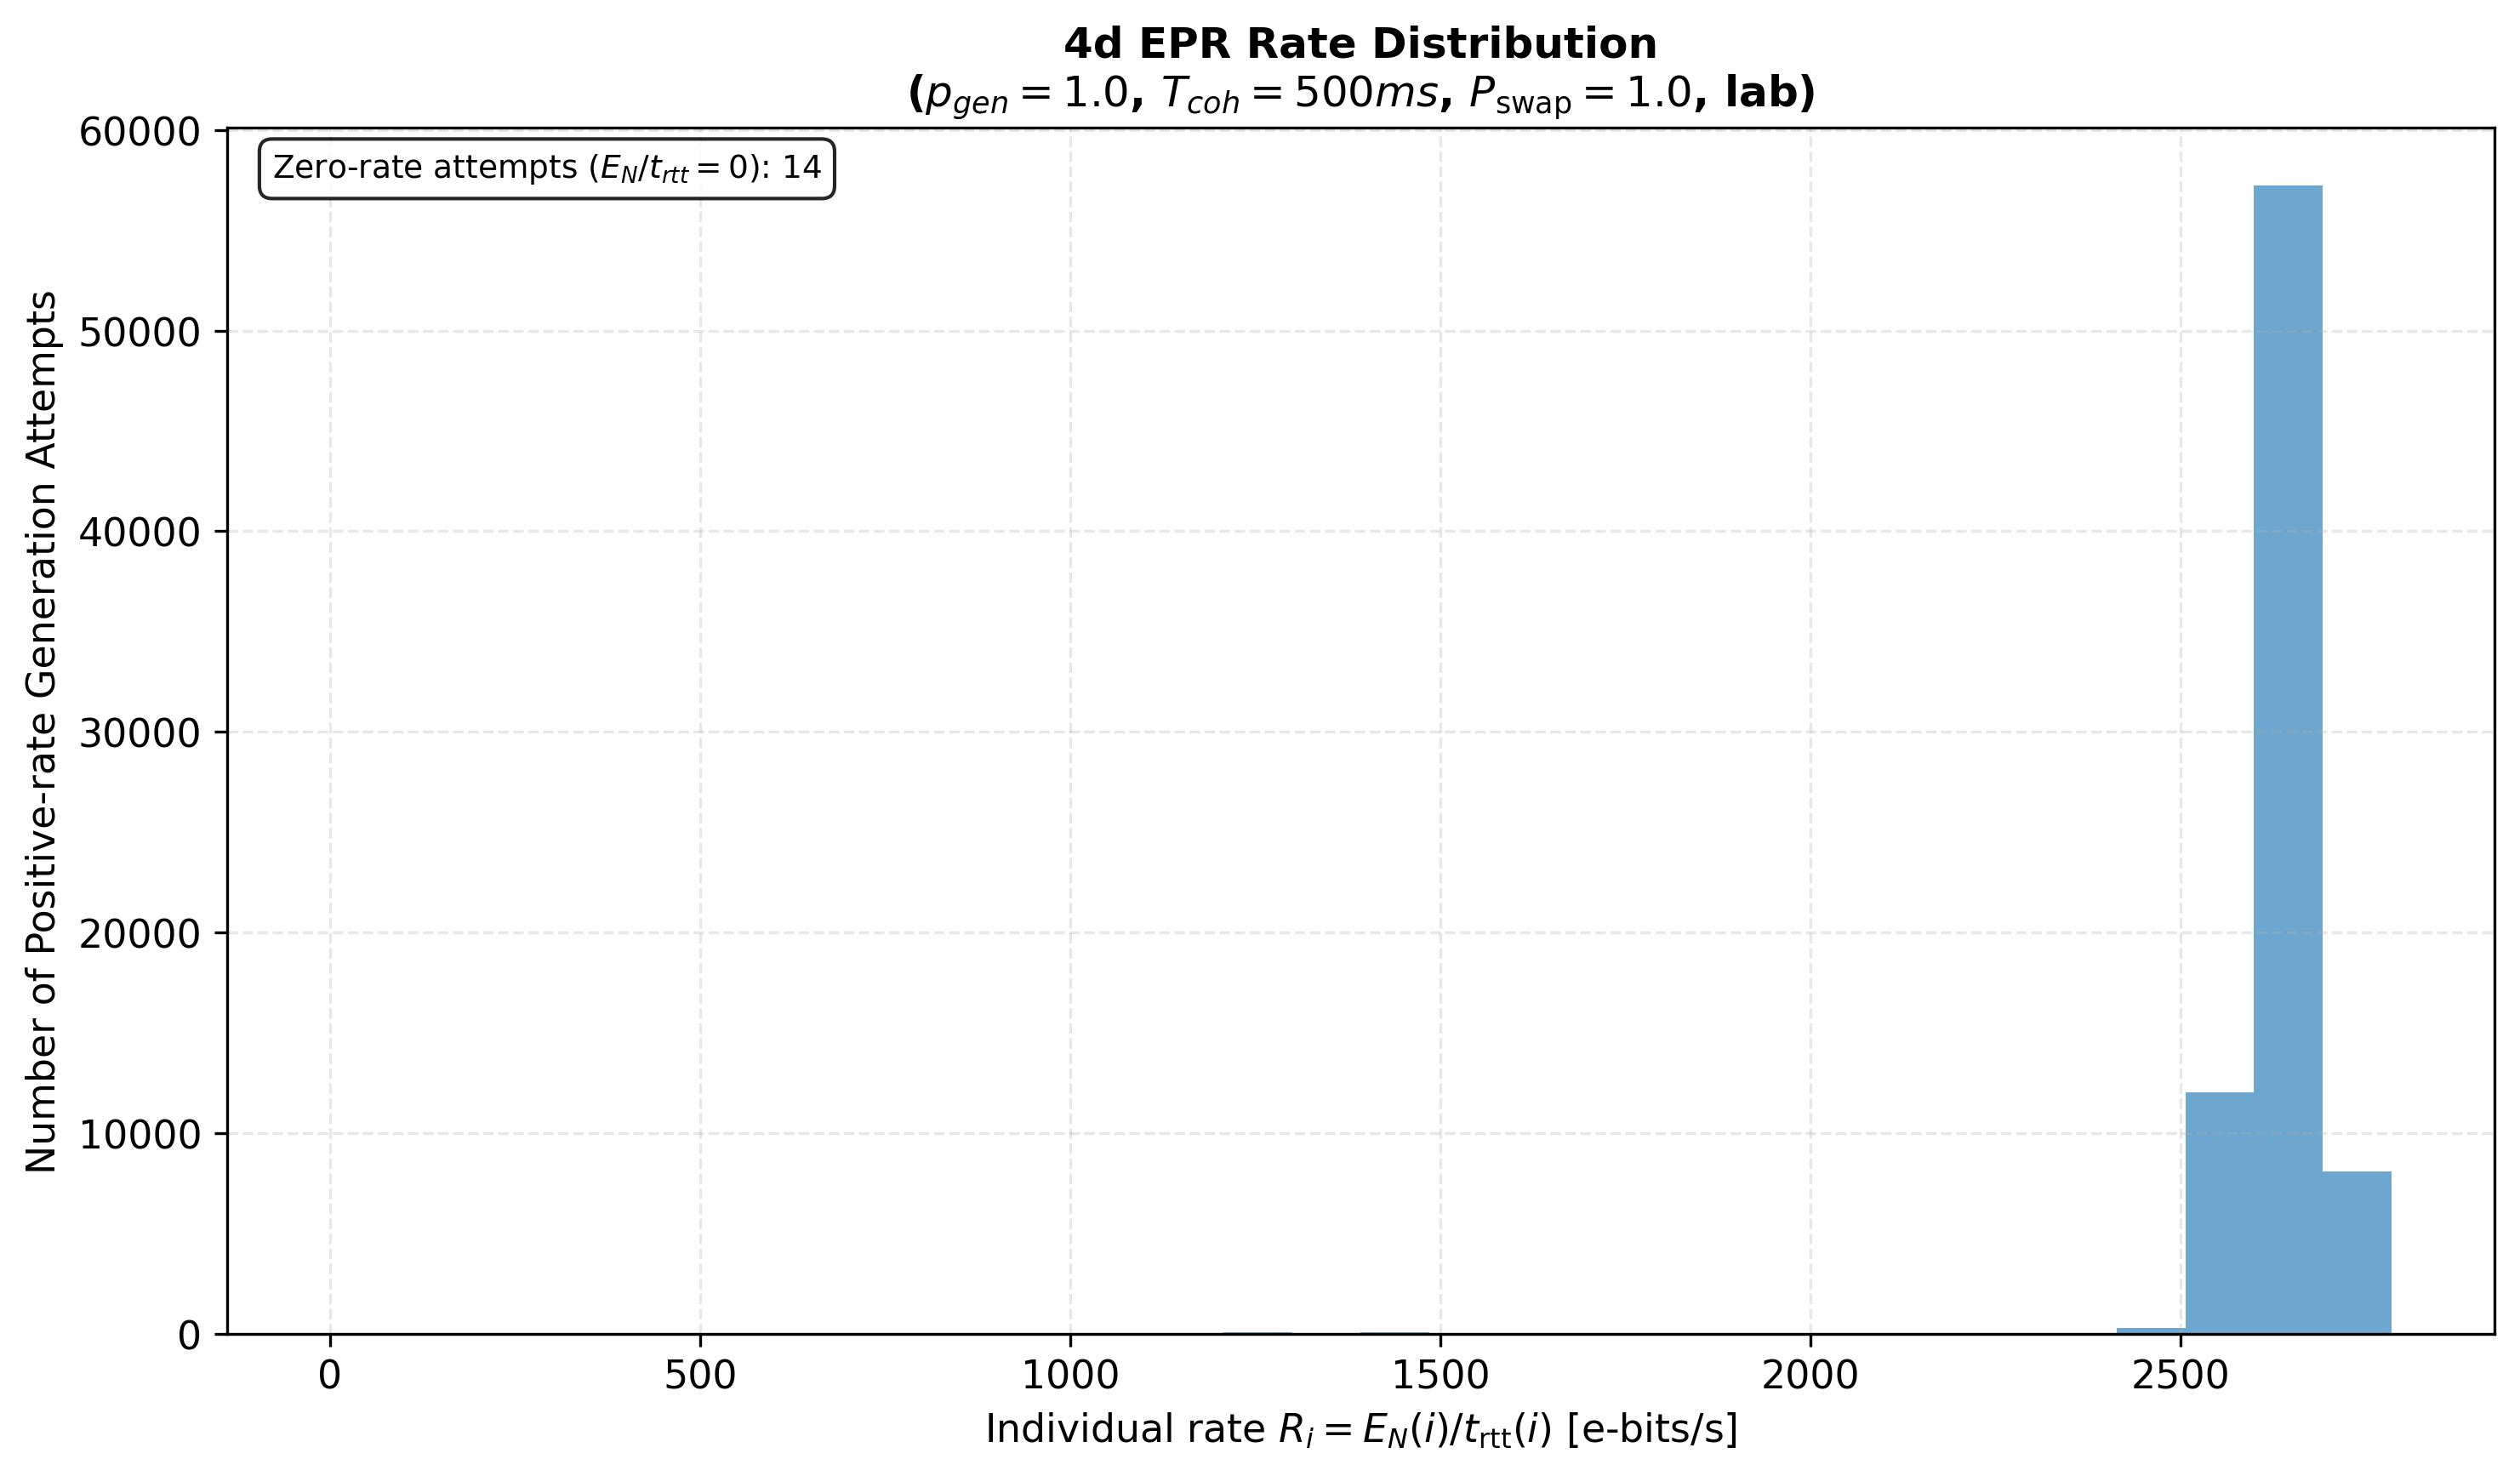 4d EPR Rate Distribution
(p_gen = 1.0, T_coh = 500ms, P_swap = 1.0, lab)
60000
Zero-rate attempts (E_N/t_rtt = 0): 14
50000
40000
30000
20000
10000
0
Number of Positive-rate Generation Attempts
0 500 1000 1500 2000 2500
Individual rate R_i = E_N(i)/t_rtt(i) [e-bits/s]